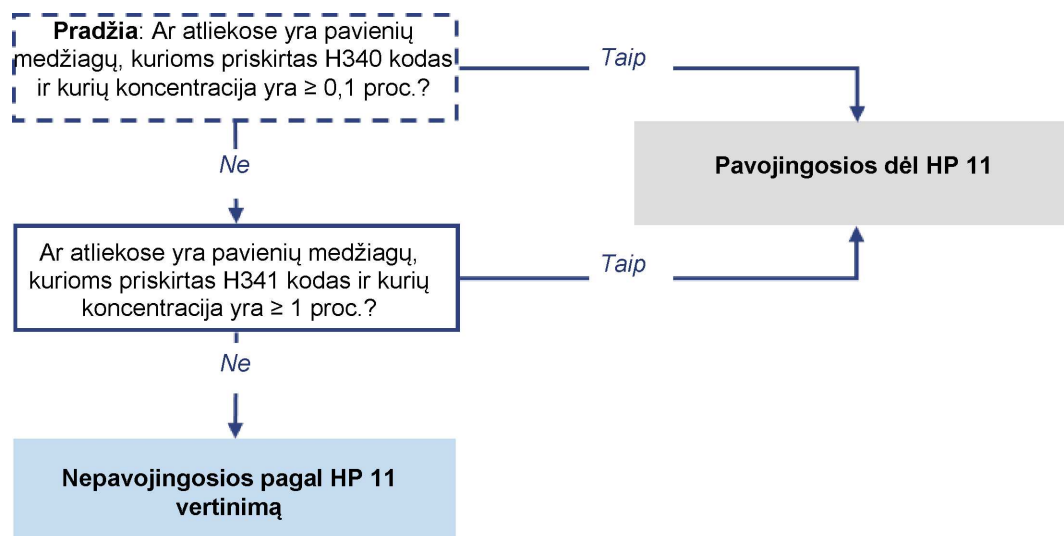 Pradžia: Ar atliekose yra pavienių
medžiagų, kurioms priskirtas H340 kodas
ir kurių koncentracija yra ≥ 0,1 proc.?
Taip
Pavojingosios dėl HP 11
Ne
Ar atliekose yra pavienių medžiagų,
kurioms priskirtas H341 kodas ir kurių
koncentracija yra ≥ 1 proc.?
Taip
Ne
Nepavojingosios pagal HP 11
vertinimą